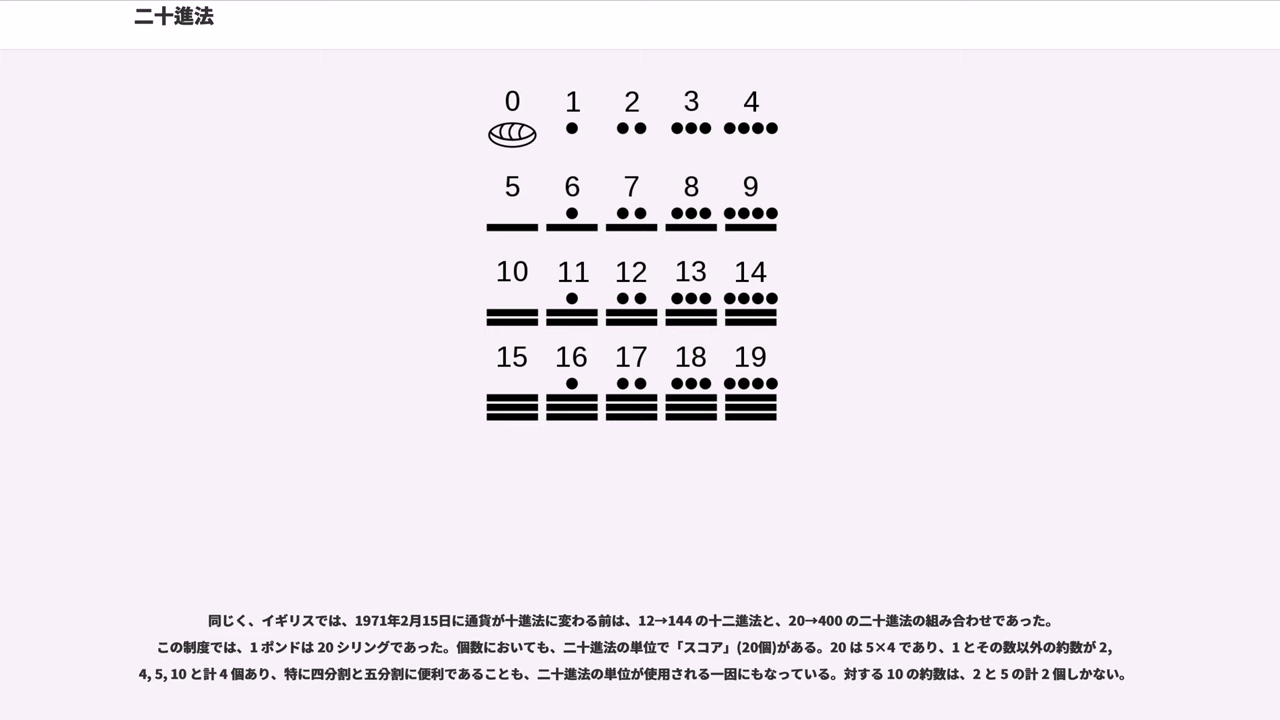 二十進法
0 1 2 3 4
5 6 7 8 9
10 11 12 13 14
15 16 17 18 19
同じく、イギリスでは、1971年2月15日に通貨が十進法に変わる前は、12→144 の十二進法と、20→400 の二十進法の組み合わせであった。
この制度では、1 ポンドは 20 シリングであった。個数においても、二十進法の単位で「スコア」(20個)がある。20 は 5×4 であり、1 とその数以外の約数が 2,
4, 5, 10 と計 4 個あり、特に四分割と五分割に便利であることも、二十進法の単位が使用される一因にもなっている。対する 10 の約数は、2 と 5 の計 2 個しかない。